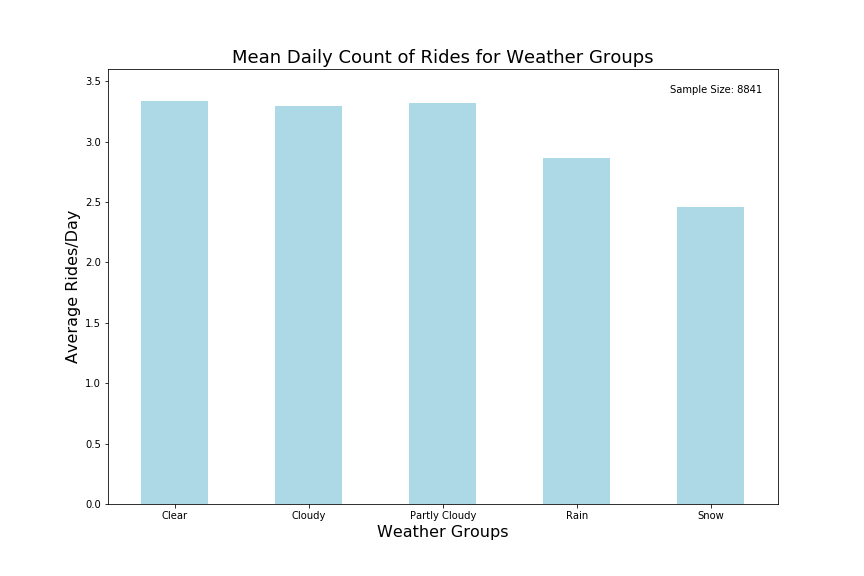 Mean Daily Count of Rides for Weather Groups
Sample Size: 8841
Average Rides/Day
3.5
3.0
2.5
2.0
1.5
1.0
0.5
0.0
Clear Cloudy Partly Cloudy Rain Snow
Weather Groups